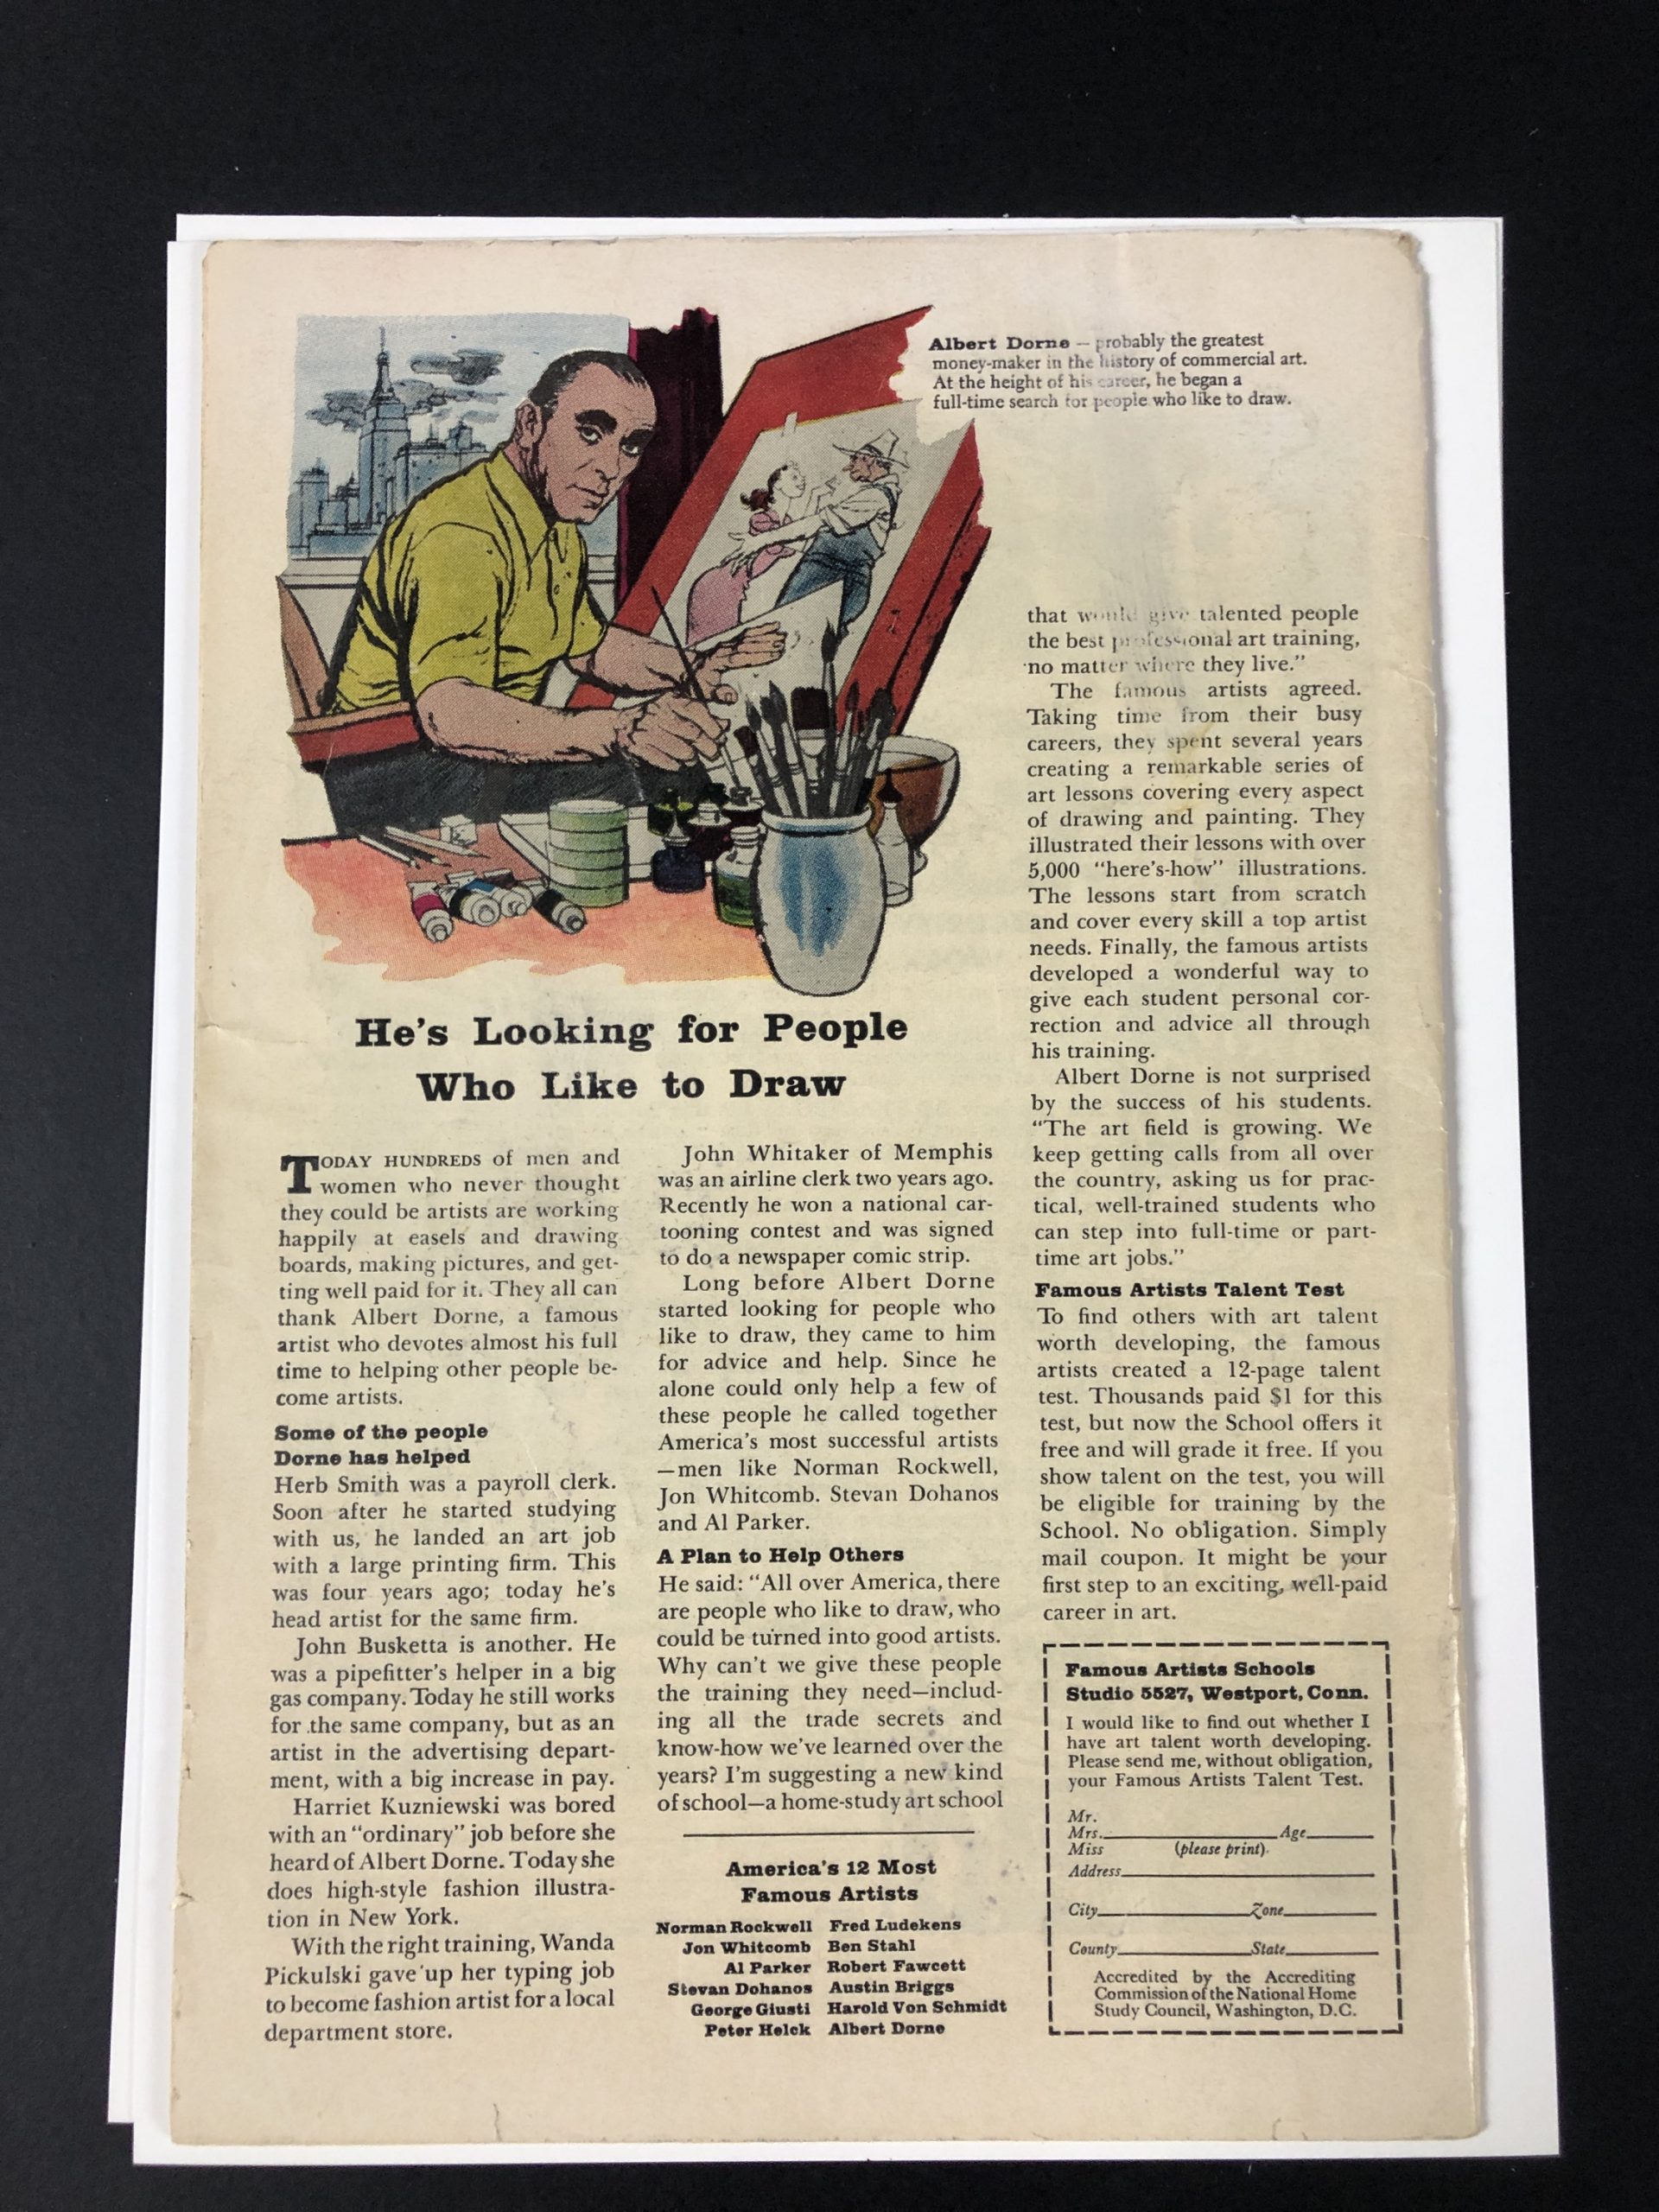 Albert Dorne — probably the greatest
money-maker in the history of commercial art.
At the height of his career, he began a
full-time search for people who like to draw.
He's Looking for People
Who Like to Draw
TODAY HUNDREDS of men and
women who never thought
they could be artists are working
happily at easels and drawing
boards, making pictures, and get-
ting well paid for it. They all can
thank Albert Dorne, a famous
artist who devotes almost his full
time to helping other people be-
come artists.
Some of the people
Dorne has helped
Herb Smith was a payroll clerk.
Soon after he started studying
with us, he landed an art job
with a large printing firm. This
was four years ago; today he's
head artist for the same firm.
John Busketta is another. He
was a pipefitter's helper in a big
gas company. Today he still works
for the same company, but as an
artist in the advertising depart-
ment, with a big increase in pay.
Harriet Kuzniewski was bored
with an "ordinary" job before she
heard of Albert Dorne. Today she
does high-style fashion illustra-
tion in New York.
With the right training, Wanda
Pickulski gave up her typing job
to become fashion artist for a local
department store.
John Whitaker of Memphis
was an airline clerk two years ago.
Recently he won a national car-
tooning contest and was signed
to do a newspaper comic strip.
Long before Albert Dorne
started looking for people who
like to draw, they came to him
for advice and help. Since he
alone could only help a few of
these people he called together
America's most successful artists
—men like Norman Rockwell,
Jon Whitcomb. Stevan Dohanos
and Al Parker.
A Plan to Help Others
He said: "All over America, there
are people who like to draw, who
could be turned into good artists.
Why can't we give these people
the training they need—includ-
ing all the trade secrets and
know-how we've learned over the
years? I'm suggesting a new kind
of school—a home-study art school
America's 12 Most
Famous Artists
Norman Rockwell Fred Ludekens
Jon Whitcomb Ben Stahl
Al Parker Robert Fawcett
Stevan Dohanos Austin Briggs
George Giusti Harold Von Schmidt
Peter Helck Albert Dorne
that would give talented people
the best professional art training,
no matter where they live."
The famous artists agreed.
Taking time from their busy
careers, they spent several years
creating a remarkable series of
art lessons covering every aspect
of drawing and painting. They
illustrated their lessons with over
5,000 "here's-how" illustrations.
The lessons start from scratch
and cover every skill a top artist
needs. Finally, the famous artists
developed a wonderful way to
give each student personal cor-
rection and advice all through
his training.
Albert Dorne is not surprised
by the success of his students.
"The art field is growing. We
keep getting calls from all over
the country, asking us for prac-
tical, well-trained students who
can step into full-time or part-
time art jobs."
Famous Artists Talent Test
To find others with art talent
worth developing, the famous
artists created a 12-page talent
test. Thousands paid $1 for this
test, but now the School offers it
free and will grade it free. If you
show talent on the test, you will
be eligible for training by the
School. No obligation. Simply
mail coupon. It might be your
first step to an exciting, well-paid
career in art.
Famous Artists Schools
Studio 5527, Westport, Conn.
I would like to find out whether I
have art talent worth developing.
Please send me, without obligation,
your Famous Artists Talent Test.
Mr.
Mrs. Age
Miss (please print)
Address
City Zone
County State
Accredited by the Accrediting
Commission of the National Home
Study Council, Washington, D.C.